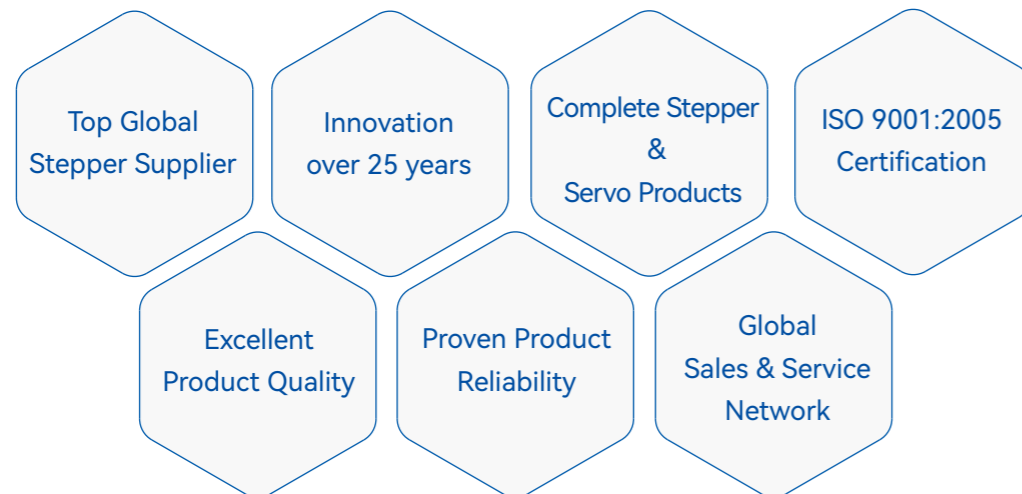 Top Global
Stepper Supplier
Innovation
over 25 years
Complete Stepper
&
Servo Products
ISO 9001:2005
Certification
Excellent
Product Quality
Proven Product
Reliability
Global
Sales & Service
Network